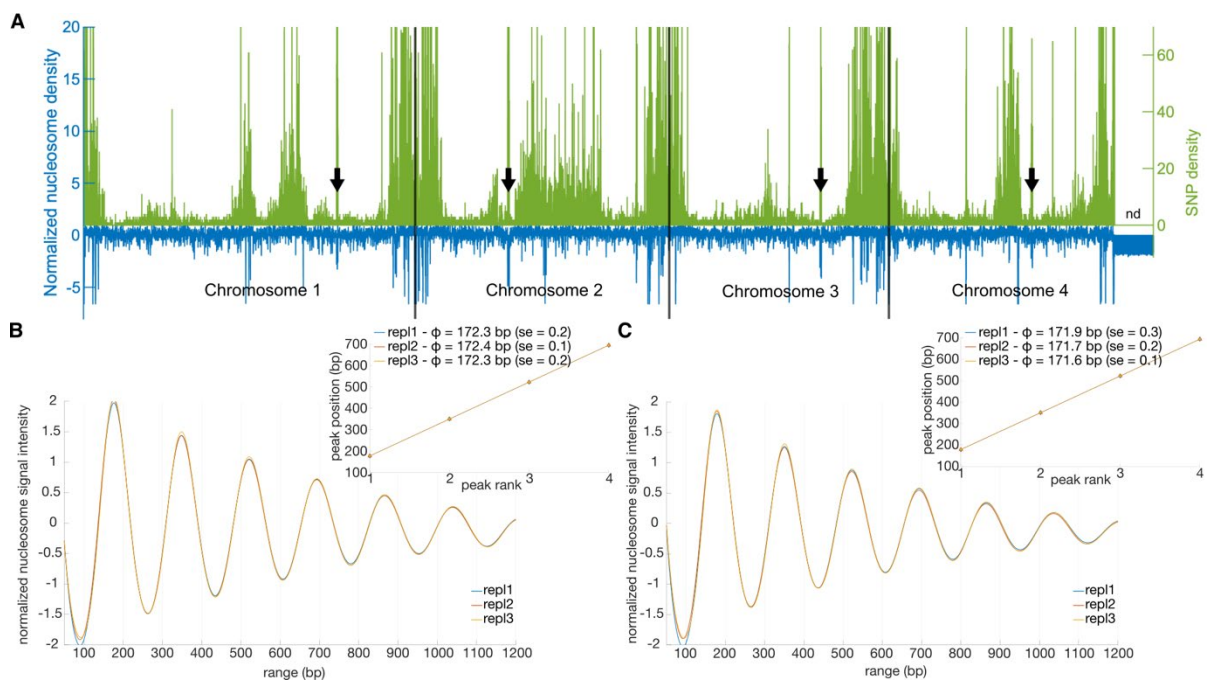 A
Normalized nucleosome density
20
15
10
5
0
-5
60
40
20
0
SNP density
nd
Chromosome 1
Chromosome 2
Chromosome 3
Chromosome 4
B
repl1 - ϕ = 172.3 bp (se = 0.2)
repl2 - ϕ = 172.4 bp (se = 0.1)
repl3 - ϕ = 172.3 bp (se = 0.2)
peak position (bp)
700
600
500
400
300
200
100
1 2 3 4
peak rank
normalized nucleosome signal intensity
2
1.5
1
0.5
0
-0.5
-1
-1.5
-2
repl1
repl2
repl3
100 200 300 400 500 600 700 800 900 1000 1100 1200
range (bp)
C
repl1 - ϕ = 171.9 bp (se = 0.3)
repl2 - ϕ = 171.7 bp (se = 0.2)
repl3 - ϕ = 171.6 bp (se = 0.1)
peak position (bp)
700
600
500
400
300
200
100
1 2 3 4
peak rank
normalized nucleosome signal intensity
2
1.5
1
0.5
0
-0.5
-1
-1.5
-2
repl1
repl2
repl3
100 200 300 400 500 600 700 800 900 1000 1100 1200
range (bp)